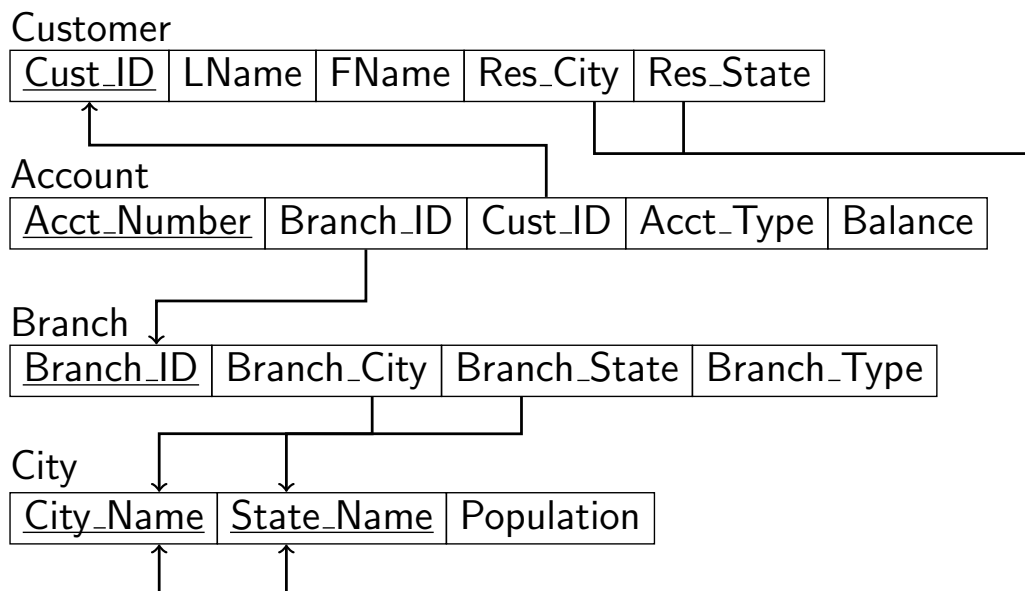 Customer
Cust_ID LName FName Res_City Res_State
Account
Acct_Number Branch_ID Cust_ID Acct_Type Balance
Branch
Branch_ID Branch_City Branch_State Branch_Type
City
City_Name State_Name Population